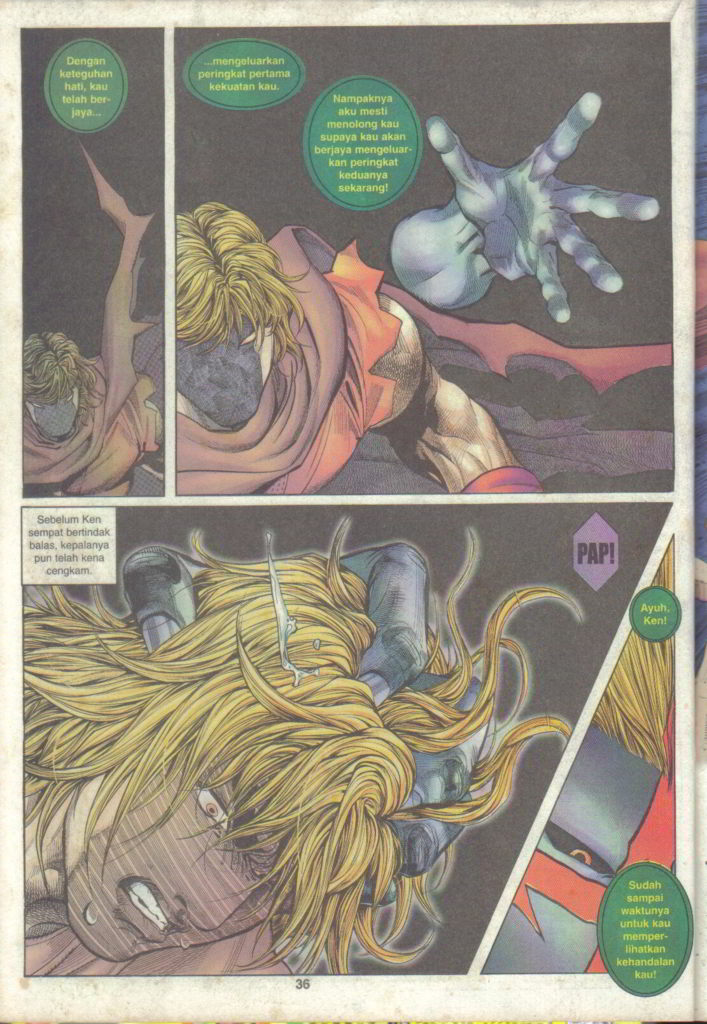 Dengan
keteguhan
hati, kau
telah ber-
jaya...
...mengeluarkan
peringkat pertama
kekuatan kau.
Nampaknya
aku mesti
menolong kau
supaya kau akan
berjaya mengeluar-
kan peringkat
keduanya
sekarang!
Sebelum Ken
sempat bertindak
balas, kepalanya
pun telah kena
cengkam.
PAP!
Ayuh,
Ken!
Sudah
sampai
waktunya
untuk kau
memper-
lihatkan
kehandalan
kau!
36